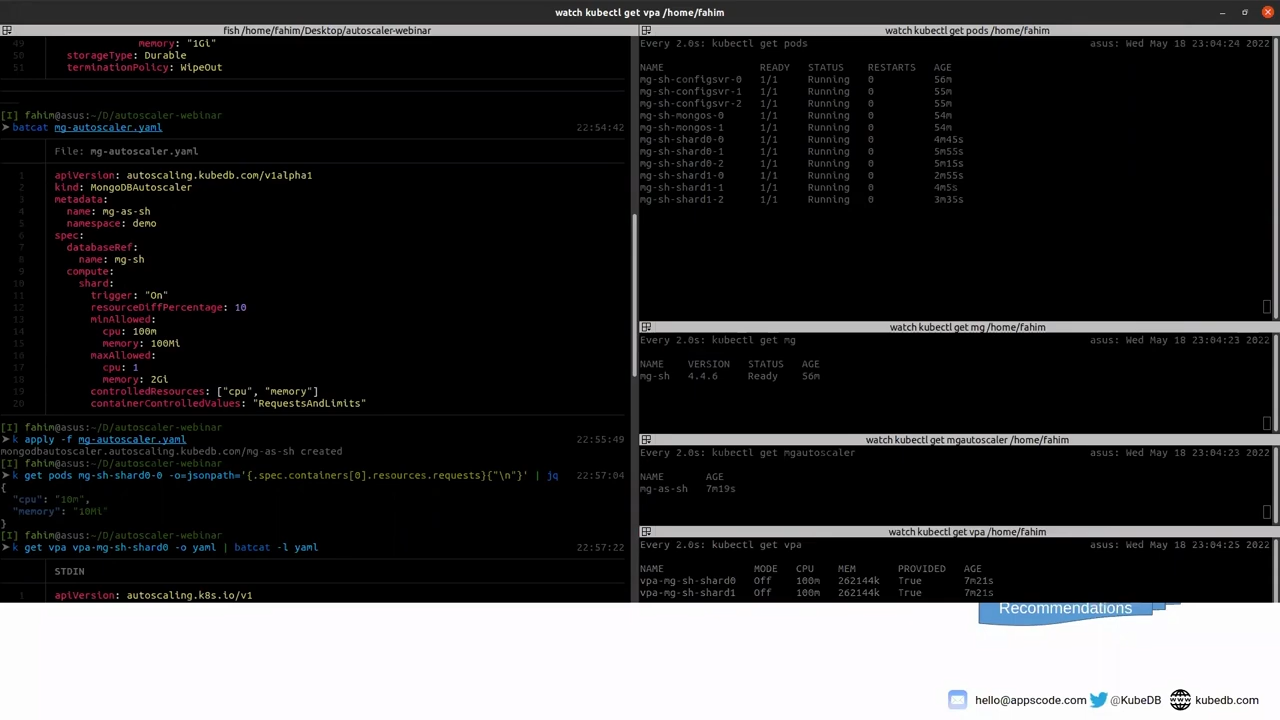 watch kubectl get vpa /home/fahim
fish /home/fahim/Desktop/autoscaler-webinar
49 memory: "1Gi"
50 storageType: Durable
51 terminationPolicy: WipeOut
[I] fahim@asus:~/D/autoscaler-webinar
➤ batcat mg-autoscaler.yaml 22:54:42
File: mg-autoscaler.yaml
1 apiVersion: autoscaling.kubedb.com/v1alpha1
2 kind: MongoDBAutoscaler
3 metadata:
4 name: mg-as-sh
5 namespace: demo
6 spec:
7 databaseRef:
8 name: mg-sh
9 compute:
10 shard:
11 trigger: "On"
12 resourceDiffPercentage: 10
13 minAllowed:
14 cpu: 100m
15 memory: 100Mi
16 maxAllowed:
17 cpu: 1
18 memory: 2Gi
19 controlledResources: ["cpu", "memory"]
20 containerControlledValues: "RequestsAndLimits"
[I] fahim@asus:~/D/autoscaler-webinar
➤ k apply -f mg-autoscaler.yaml 22:55:49
mongodbautoscaler.autoscaling.kubedb.com/mg-as-sh created
[I] fahim@asus:~/D/autoscaler-webinar
➤ k get pods mg-sh-shard0-0 -o=jsonpath='{.spec.containers[0].resources.requests}{"\n"}' | jq 22:57:04
{
"cpu": "10m",
"memory": "10Mi"
}
[I] fahim@asus:~/D/autoscaler-webinar
➤ k get vpa vpa-mg-sh-shard0 -o yaml | batcat -l yaml 22:57:22
STDIN
1 apiVersion: autoscaling.k8s.io/v1
watch kubectl get pods /home/fahim
Every 2.0s: kubectl get pods asus: Wed May 18 23:04:24 2022
NAME READY STATUS RESTARTS AGE
mg-sh-configsvr-0 1/1 Running 0 56m
mg-sh-configsvr-1 1/1 Running 0 55m
mg-sh-configsvr-2 1/1 Running 0 55m
mg-sh-mongos-0 1/1 Running 0 54m
mg-sh-mongos-1 1/1 Running 0 54m
mg-sh-shard0-0 1/1 Running 0 4m45s
mg-sh-shard0-1 1/1 Running 0 5m55s
mg-sh-shard0-2 1/1 Running 0 5m15s
mg-sh-shard1-0 1/1 Running 0 2m55s
mg-sh-shard1-1 1/1 Running 0 4m5s
mg-sh-shard1-2 1/1 Running 0 3m35s
watch kubectl get mg /home/fahim
Every 2.0s: kubectl get mg asus: Wed May 18 23:04:23 2022
NAME VERSION STATUS AGE
mg-sh 4.4.6 Ready 56m
watch kubectl get mgautoscaler /home/fahim
Every 2.0s: kubectl get mgautoscaler asus: Wed May 18 23:04:23 2022
NAME AGE
mg-as-sh 7m19s
watch kubectl get vpa /home/fahim
Every 2.0s: kubectl get vpa asus: Wed May 18 23:04:25 2022
NAME MODE CPU MEM PROVIDED AGE
vpa-mg-sh-shard0 Off 100m 262144k True 7m21s
vpa-mg-sh-shard1 Off 100m 262144k True 7m21s
Recommendations
hello@appscode.com @KubeDB kubedb.com